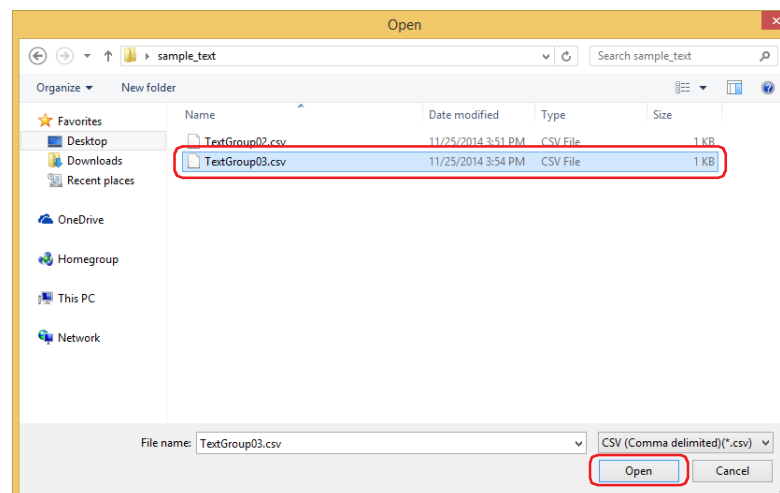 Open
sample_text
Search sample_text
Organize New folder
Name Date modified Type Size
Favorites
Desktop
Downloads
Recent places
OneDrive
Homegroup
This PC
Network
TextGroup02.csv 11/25/2014 3:51 PM CSV File 1 KB
TextGroup03.csv 11/25/2014 3:54 PM CSV File 1 KB
File name: TextGroup03.csv CSV (Comma delimited)(*.csv)
Open Cancel